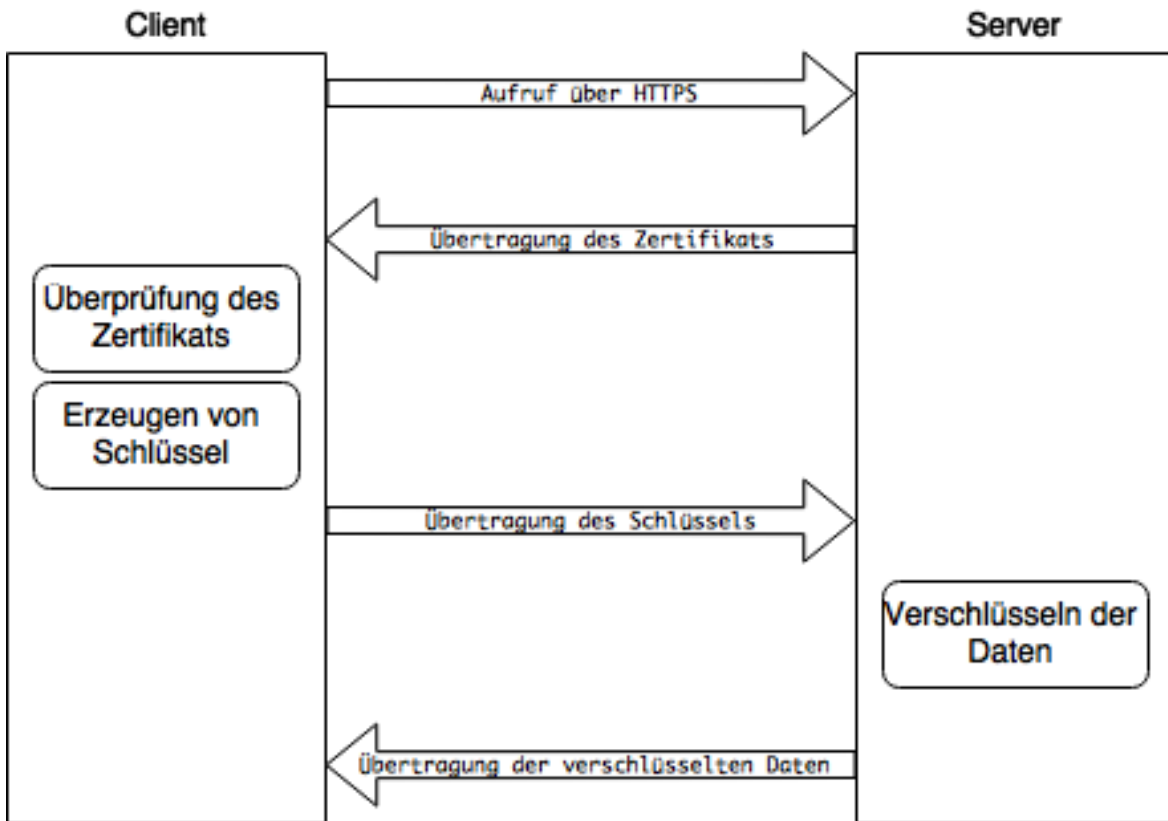 Client
Server
Aufruf über HTTPS
Übertragung des Zertifikats
Überprüfung des
Zertifikats
Erzeugen von
Schlüssel
Übertragung des Schlüssels
Verschlüsseln der
Daten
Übertragung der verschlüsselten Daten